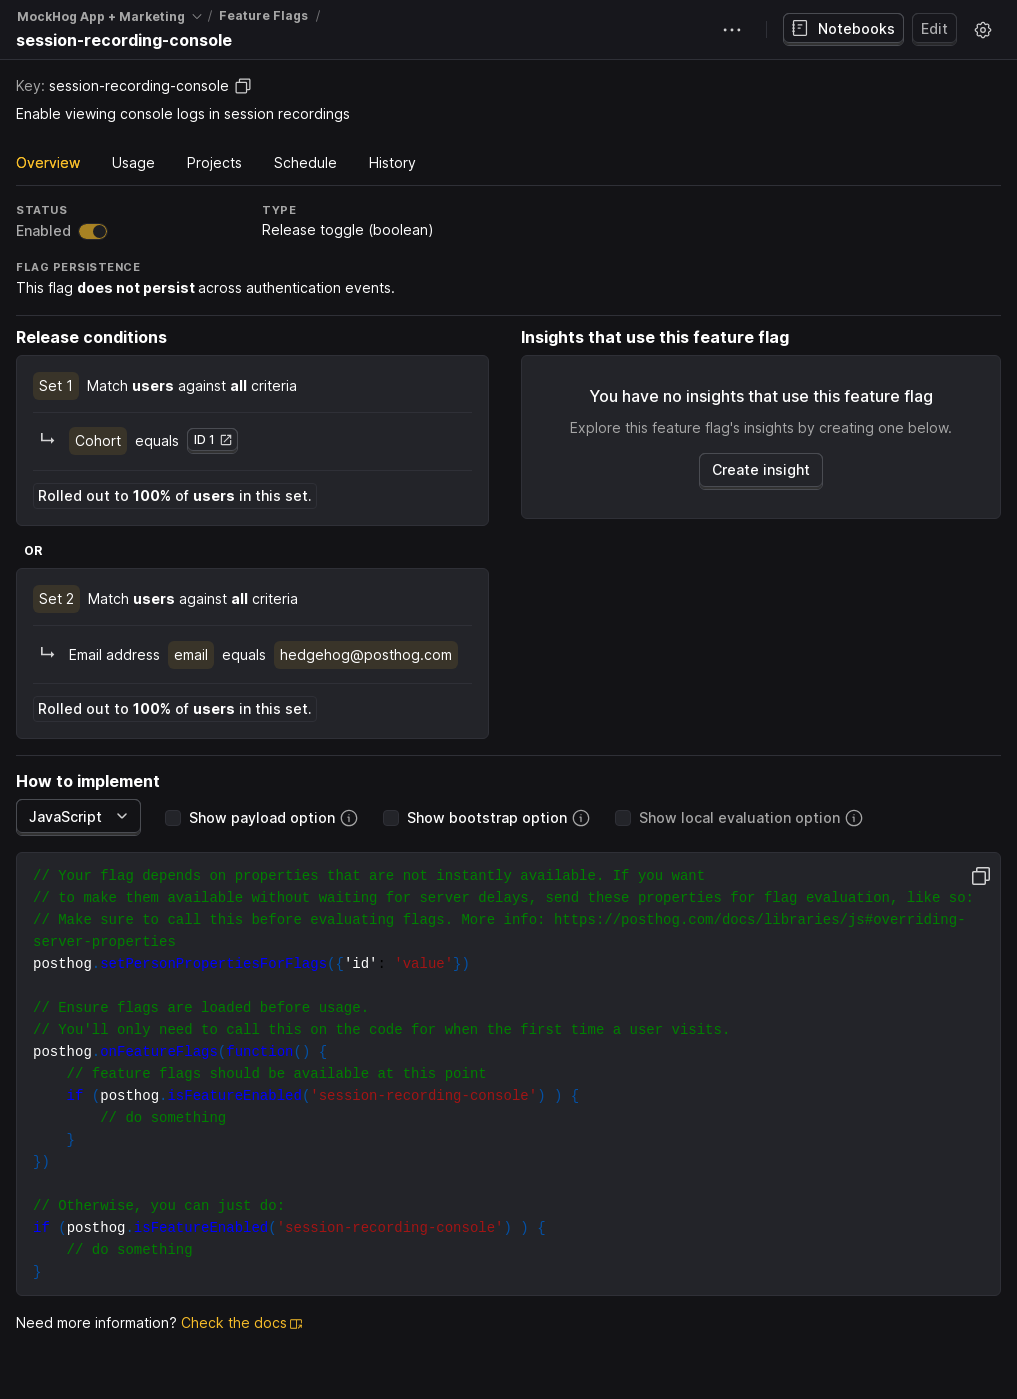 MockHog App + Marketing / Feature Flags /
session-recording-console
Notebooks
Edit
Key: session-recording-console
Enable viewing console logs in session recordings
Overview
Usage
Projects
Schedule
History
STATUS
Enabled
TYPE
Release toggle (boolean)
FLAG PERSISTENCE
This flag does not persist across authentication events.
Release conditions
Set 1 Match users against all criteria
Cohort equals ID 1
Rolled out to 100% of users in this set.
OR
Set 2 Match users against all criteria
Email address email equals hedgehog@posthog.com
Rolled out to 100% of users in this set.
Insights that use this feature flag
You have no insights that use this feature flag
Explore this feature flag's insights by creating one below.
Create insight
How to implement
JavaScript
Show payload option
Show bootstrap option
Show local evaluation option
// Your flag depends on properties that are not instantly available. If you want
// to make them available without waiting for server delays, send these properties for flag evaluation, like so:
// Make sure to call this before evaluating flags. More info: https://posthog.com/docs/libraries/js#overriding-
server-properties
posthog.setPersonPropertiesForFlags({'id': 'value'})
// Ensure flags are loaded before usage.
// You'll only need to call this on the code for when the first time a user visits.
posthog.onFeatureFlags(function() {
    // feature flags should be available at this point
    if (posthog.isFeatureEnabled('session-recording-console') ) {
        // do something
    }
})
// Otherwise, you can just do:
if (posthog.isFeatureEnabled('session-recording-console') ) {
    // do something
}
Need more information? Check the docs